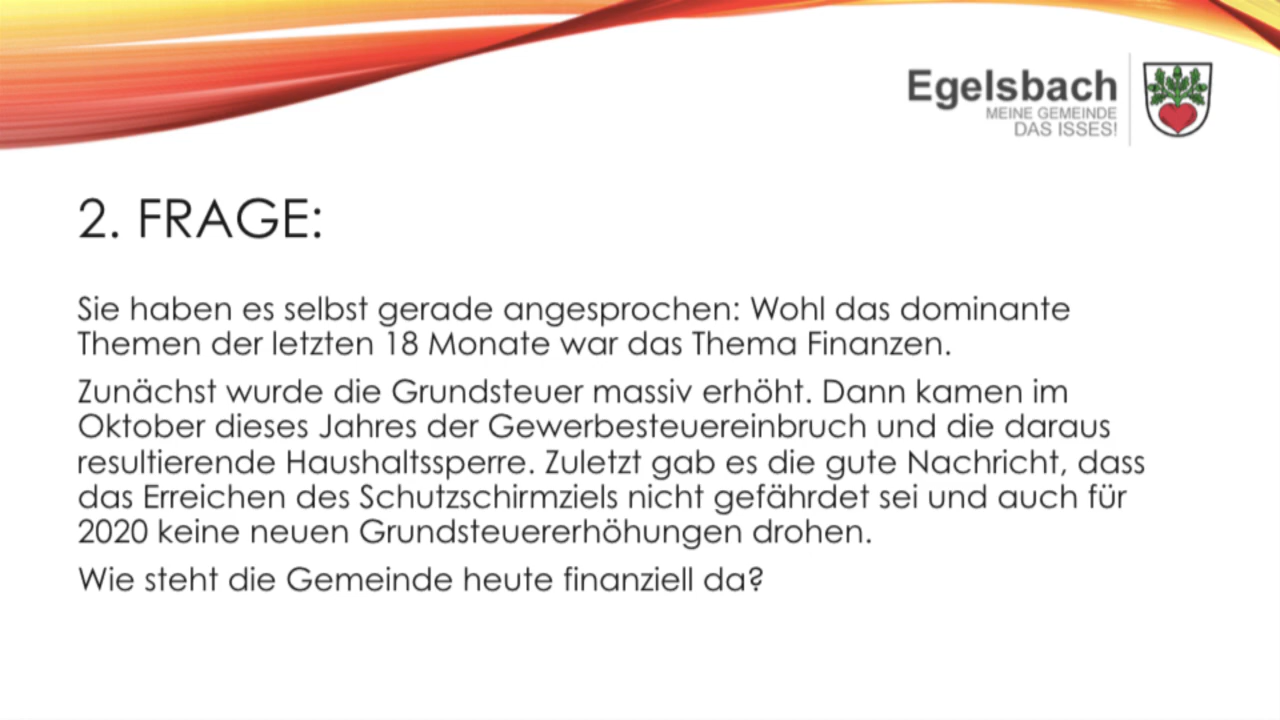 Egelsbach
MEINE GEMEINDE
DAS ISSES!
2. FRAGE:
Sie haben es selbst gerade angesprochen: Wohl das dominante
Themen der letzten 18 Monate war das Thema Finanzen.
Zunächst wurde die Grundsteuer massiv erhöht. Dann kamen im
Oktober dieses Jahres der Gewerbesteuereinbruch und die daraus
resultierende Haushaltssperre. Zuletzt gab es die gute Nachricht, dass
das Erreichen des Schutzschirmziels nicht gefährdet sei und auch für
2020 keine neuen Grundsteuererhöhungen drohen.
Wie steht die Gemeinde heute finanziell da?